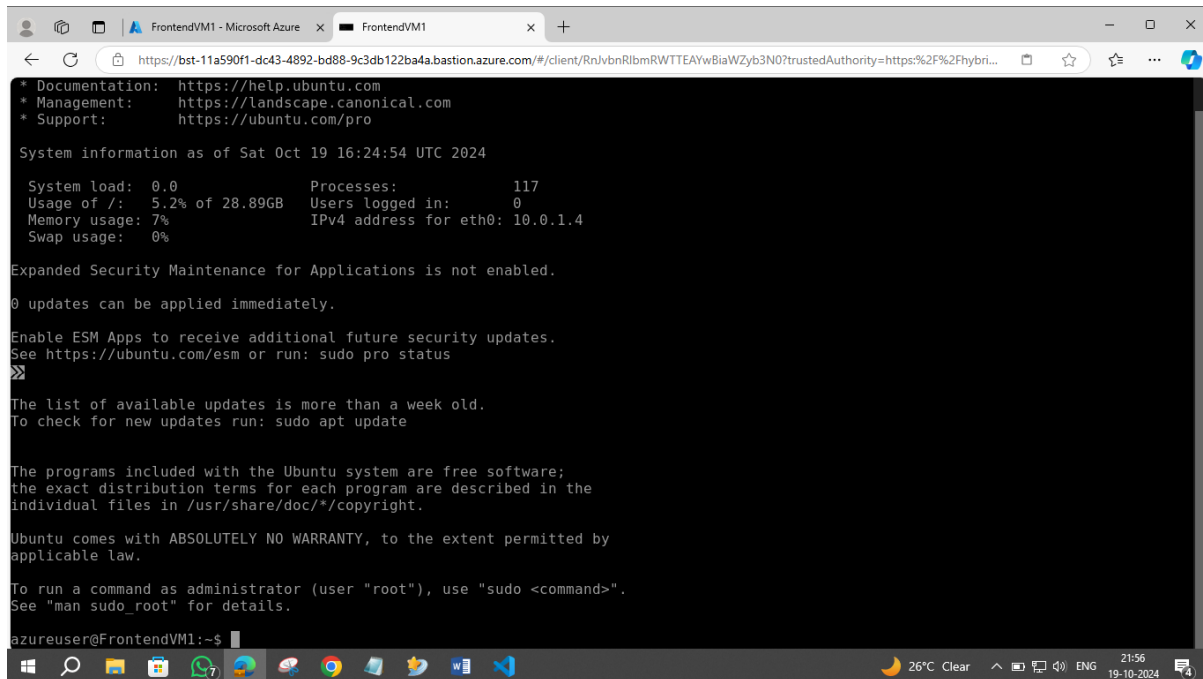 FrontendVM1 - Microsoft Azure
FrontendVM1
https://bst-11a590f1-dc43-4892-bd88-9c3db122ba4a.bastion.azure.com/#/client/RnJvbnRlbmRWTTEAYwBiaWZyb3N0?trustedAuthority=https:%2F%2Fhybri...
* Documentation:  https://help.ubuntu.com
* Management:     https://landscape.canonical.com
* Support:        https://ubuntu.com/pro
System information as of Sat Oct 19 16:24:54 UTC 2024
System load:  0.0                Processes:             117
Usage of /:   5.2% of 28.89GB   Users logged in:       0
Memory usage: 7%                IPv4 address for eth0: 10.0.1.4
Swap usage:   0%
Expanded Security Maintenance for Applications is not enabled.
0 updates can be applied immediately.
Enable ESM Apps to receive additional future security updates.
See https://ubuntu.com/esm or run: sudo pro status
The list of available updates is more than a week old.
To check for new updates run: sudo apt update
The programs included with the Ubuntu system are free software;
the exact distribution terms for each program are described in the
individual files in /usr/share/doc/*/copyright.
Ubuntu comes with ABSOLUTELY NO WARRANTY, to the extent permitted by
applicable law.
To run a command as administrator (user "root"), use "sudo <command>".
See "man sudo_root" for details.
azureuser@FrontendVM1:~$
7
26°C Clear
ENG
21:56
19-10-2024
4